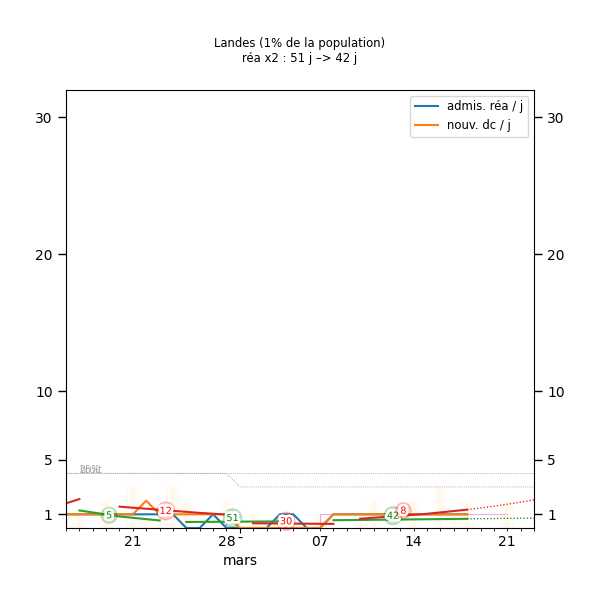 Landes (1% de la population)
réa x2 : 51 j –> 42 j
admis. réa / j
nouv. dc / j
30 30
20 20
10 10
5 5
1 1
5 12 51 30 42 8
21 28 07 14 21
mars